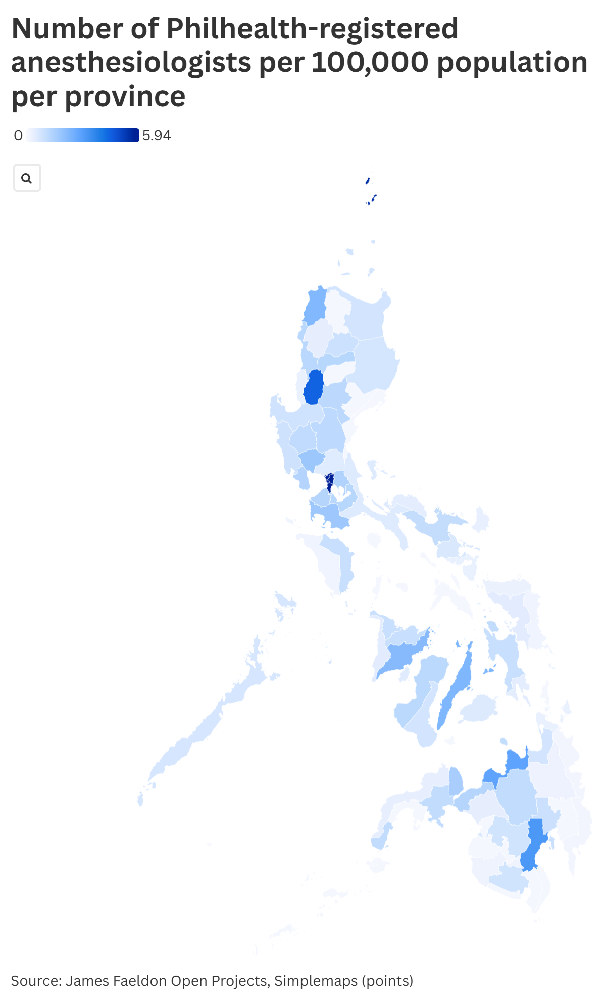 Number of Philhealth-registered
anesthesiologists per 100,000 population
per province
0 5.94
Source: James Faeldon Open Projects, Simplemaps (points)